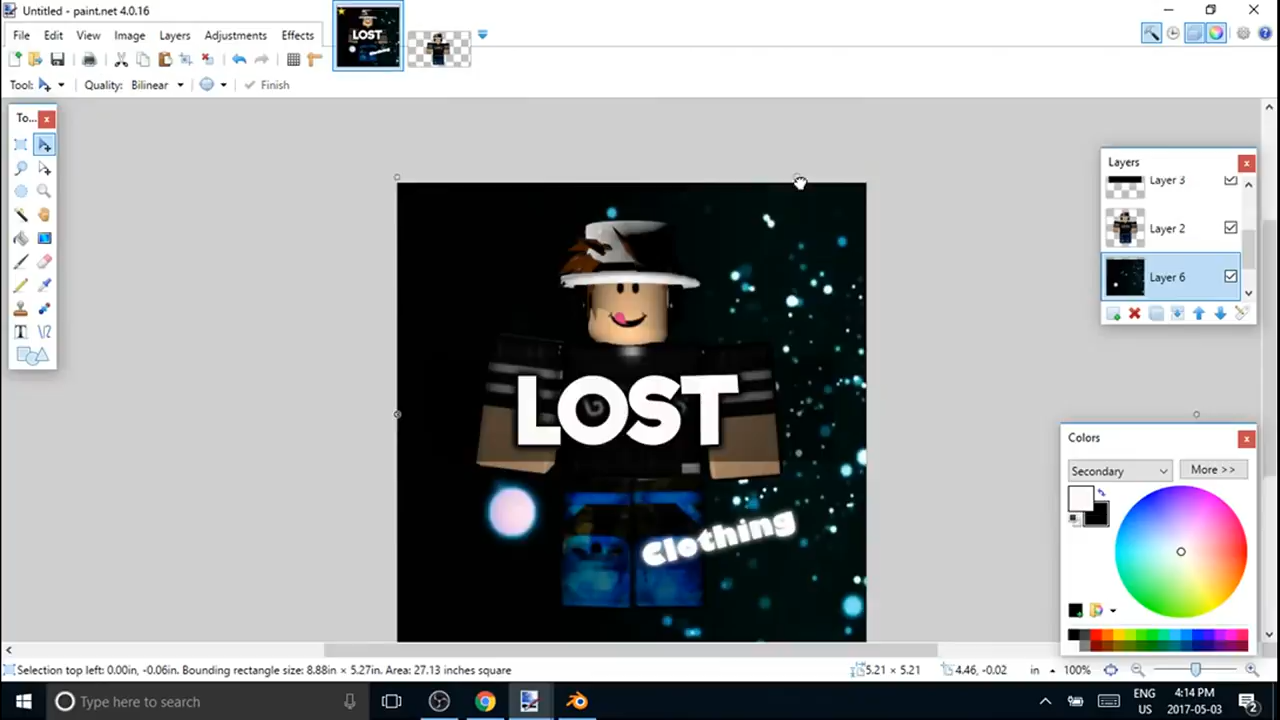 Untitled - paint.net 4.0.16
File Edit View Image Layers Adjustments Effects
Tool: Quality: Bilinear Finish
To...
LOST
Layers
Layer 3
Layer 2
Layer 6
LOST
Clothing
Colors
Secondary More >>
Selection top left: 0.00in, -0.06in. Bounding rectangle size: 8.88in × 5.27in. Area: 27.13 inches square 5.21 × 5.21 4.46, -0.02 in 100%
Type here to search
ENG
US
4:14 PM
2017-05-03
2